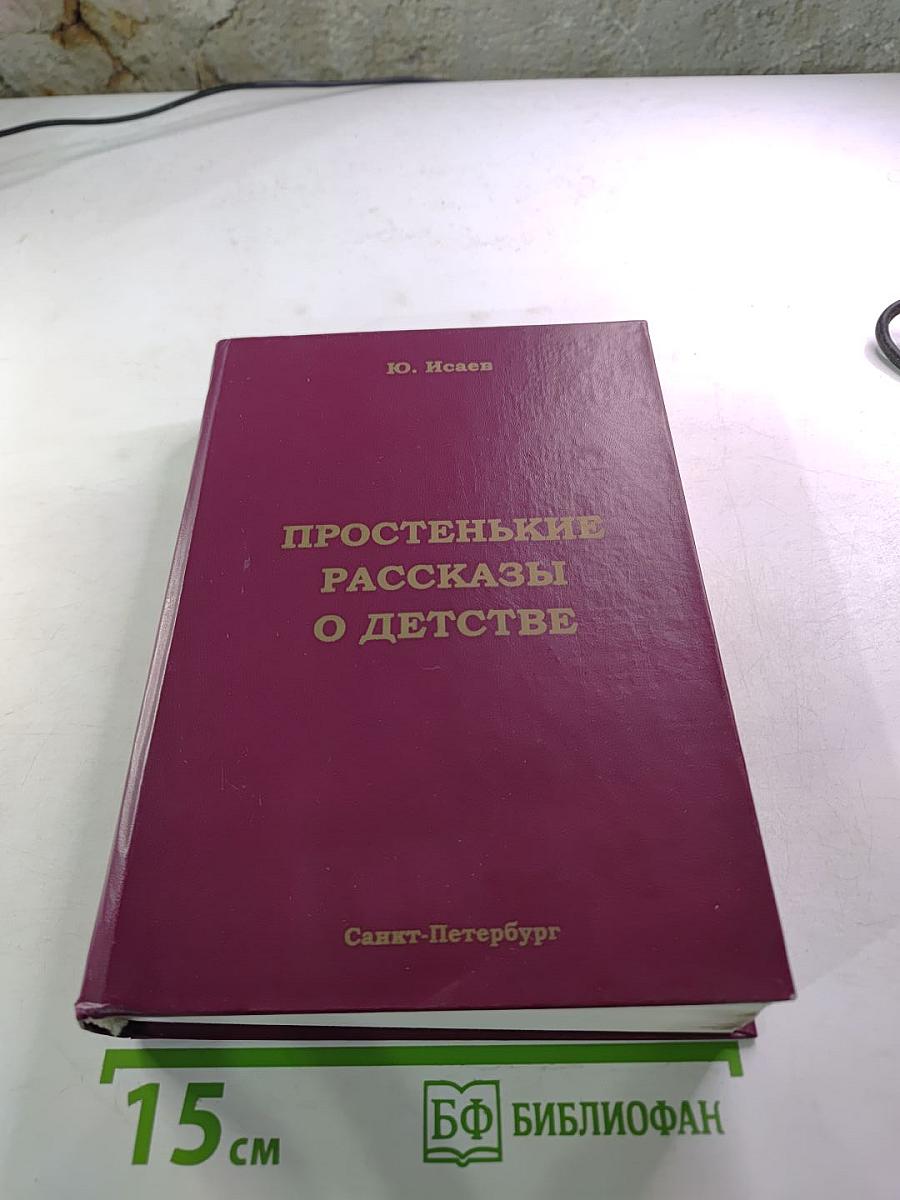 Ю. Исаев
ПРОСТЕНЬКИЕ
РАССКАЗЫ
О ДЕТСТВЕ
Санкт-Петербург
15 см
БФ БИБЛИОФАН